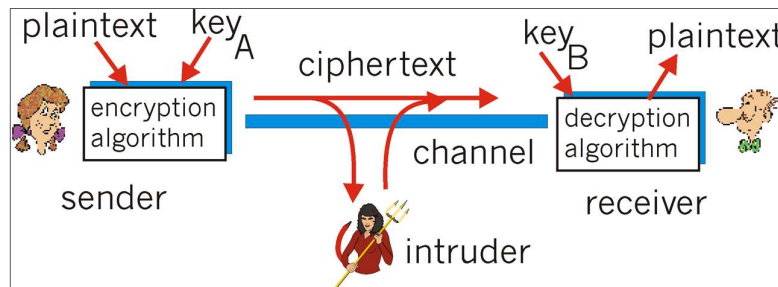 plaintext
key A
ciphertext
key B
plaintext
encryption
algorithm
channel
decryption
algorithm
sender
intruder
receiver